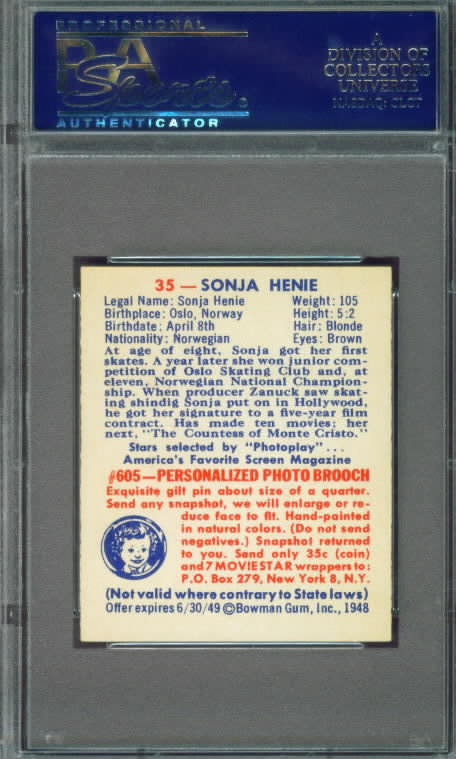 PROFESSIONAL
PSA
Sports
AUTHENTICATOR
A
DIVISION OF
COLLECTORS
UNIVERSE
NASDAQ: CLCT
35 — SONJA HENIE
Legal Name: Sonja Henie Weight: 105
Birthplace: Oslo, Norway Height: 5:2
Birthdate: April 8th Hair: Blonde
Nationality: Norwegian Eyes: Brown
At age of eight, Sonja got her first
skates. A year later she won junior com-
petition of Oslo Skating Club and, at
eleven, Norwegian National Champion-
ship. When producer Zanuck saw skat-
ing shindig Sonja put on in Hollywood,
he got her signature to a five-year film
contract. Has made ten movies; her
next, "The Countess of Monte Cristo."
Stars selected by "Photoplay"...
America's Favorite Screen Magazine
#605—PERSONALIZED PHOTO BROOCH
Exquisite gift pin about size of a quarter.
Send any snapshot, we will enlarge or re-
duce face to fit. Hand-painted
in natural colors. (Do not send
negatives.) Snapshot returned
to you. Send only 35c (coin)
and 7 MOVIESTAR wrappers to:
P.O. Box 279, New York 8, N.Y.
(Not valid where contrary to State laws)
Offer expires 6/30/49 ©Bowman Gum, Inc., 1948